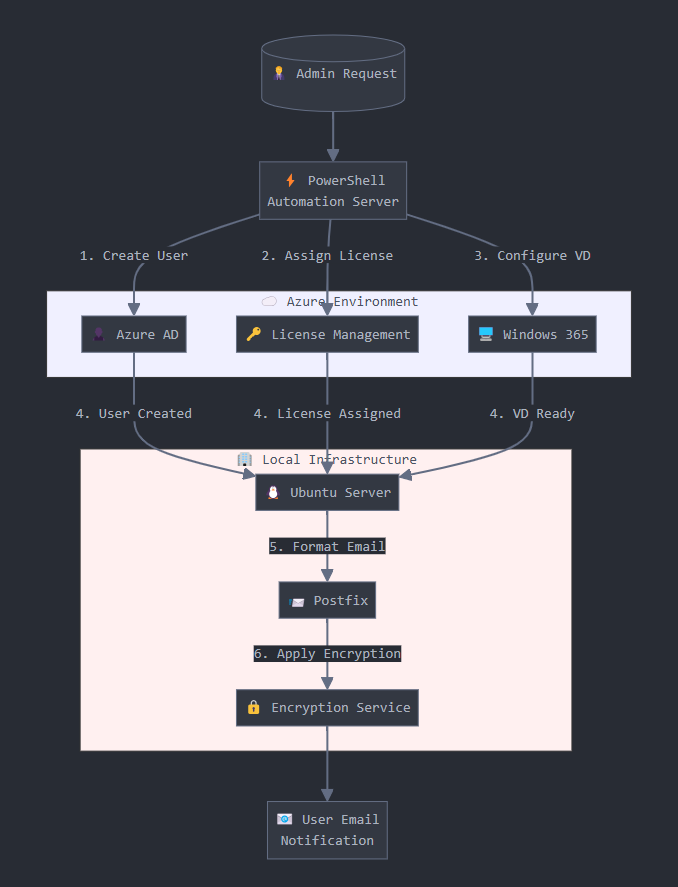 Admin Request
PowerShell
Automation Server
1. Create User
2. Assign License
3. Configure VD
Azure Environment
Azure AD
License Management
Windows 365
4. User Created
4. License Assigned
4. VD Ready
Local Infrastructure
Ubuntu Server
5. Format Email
Postfix
6. Apply Encryption
Encryption Service
User Email
Notification